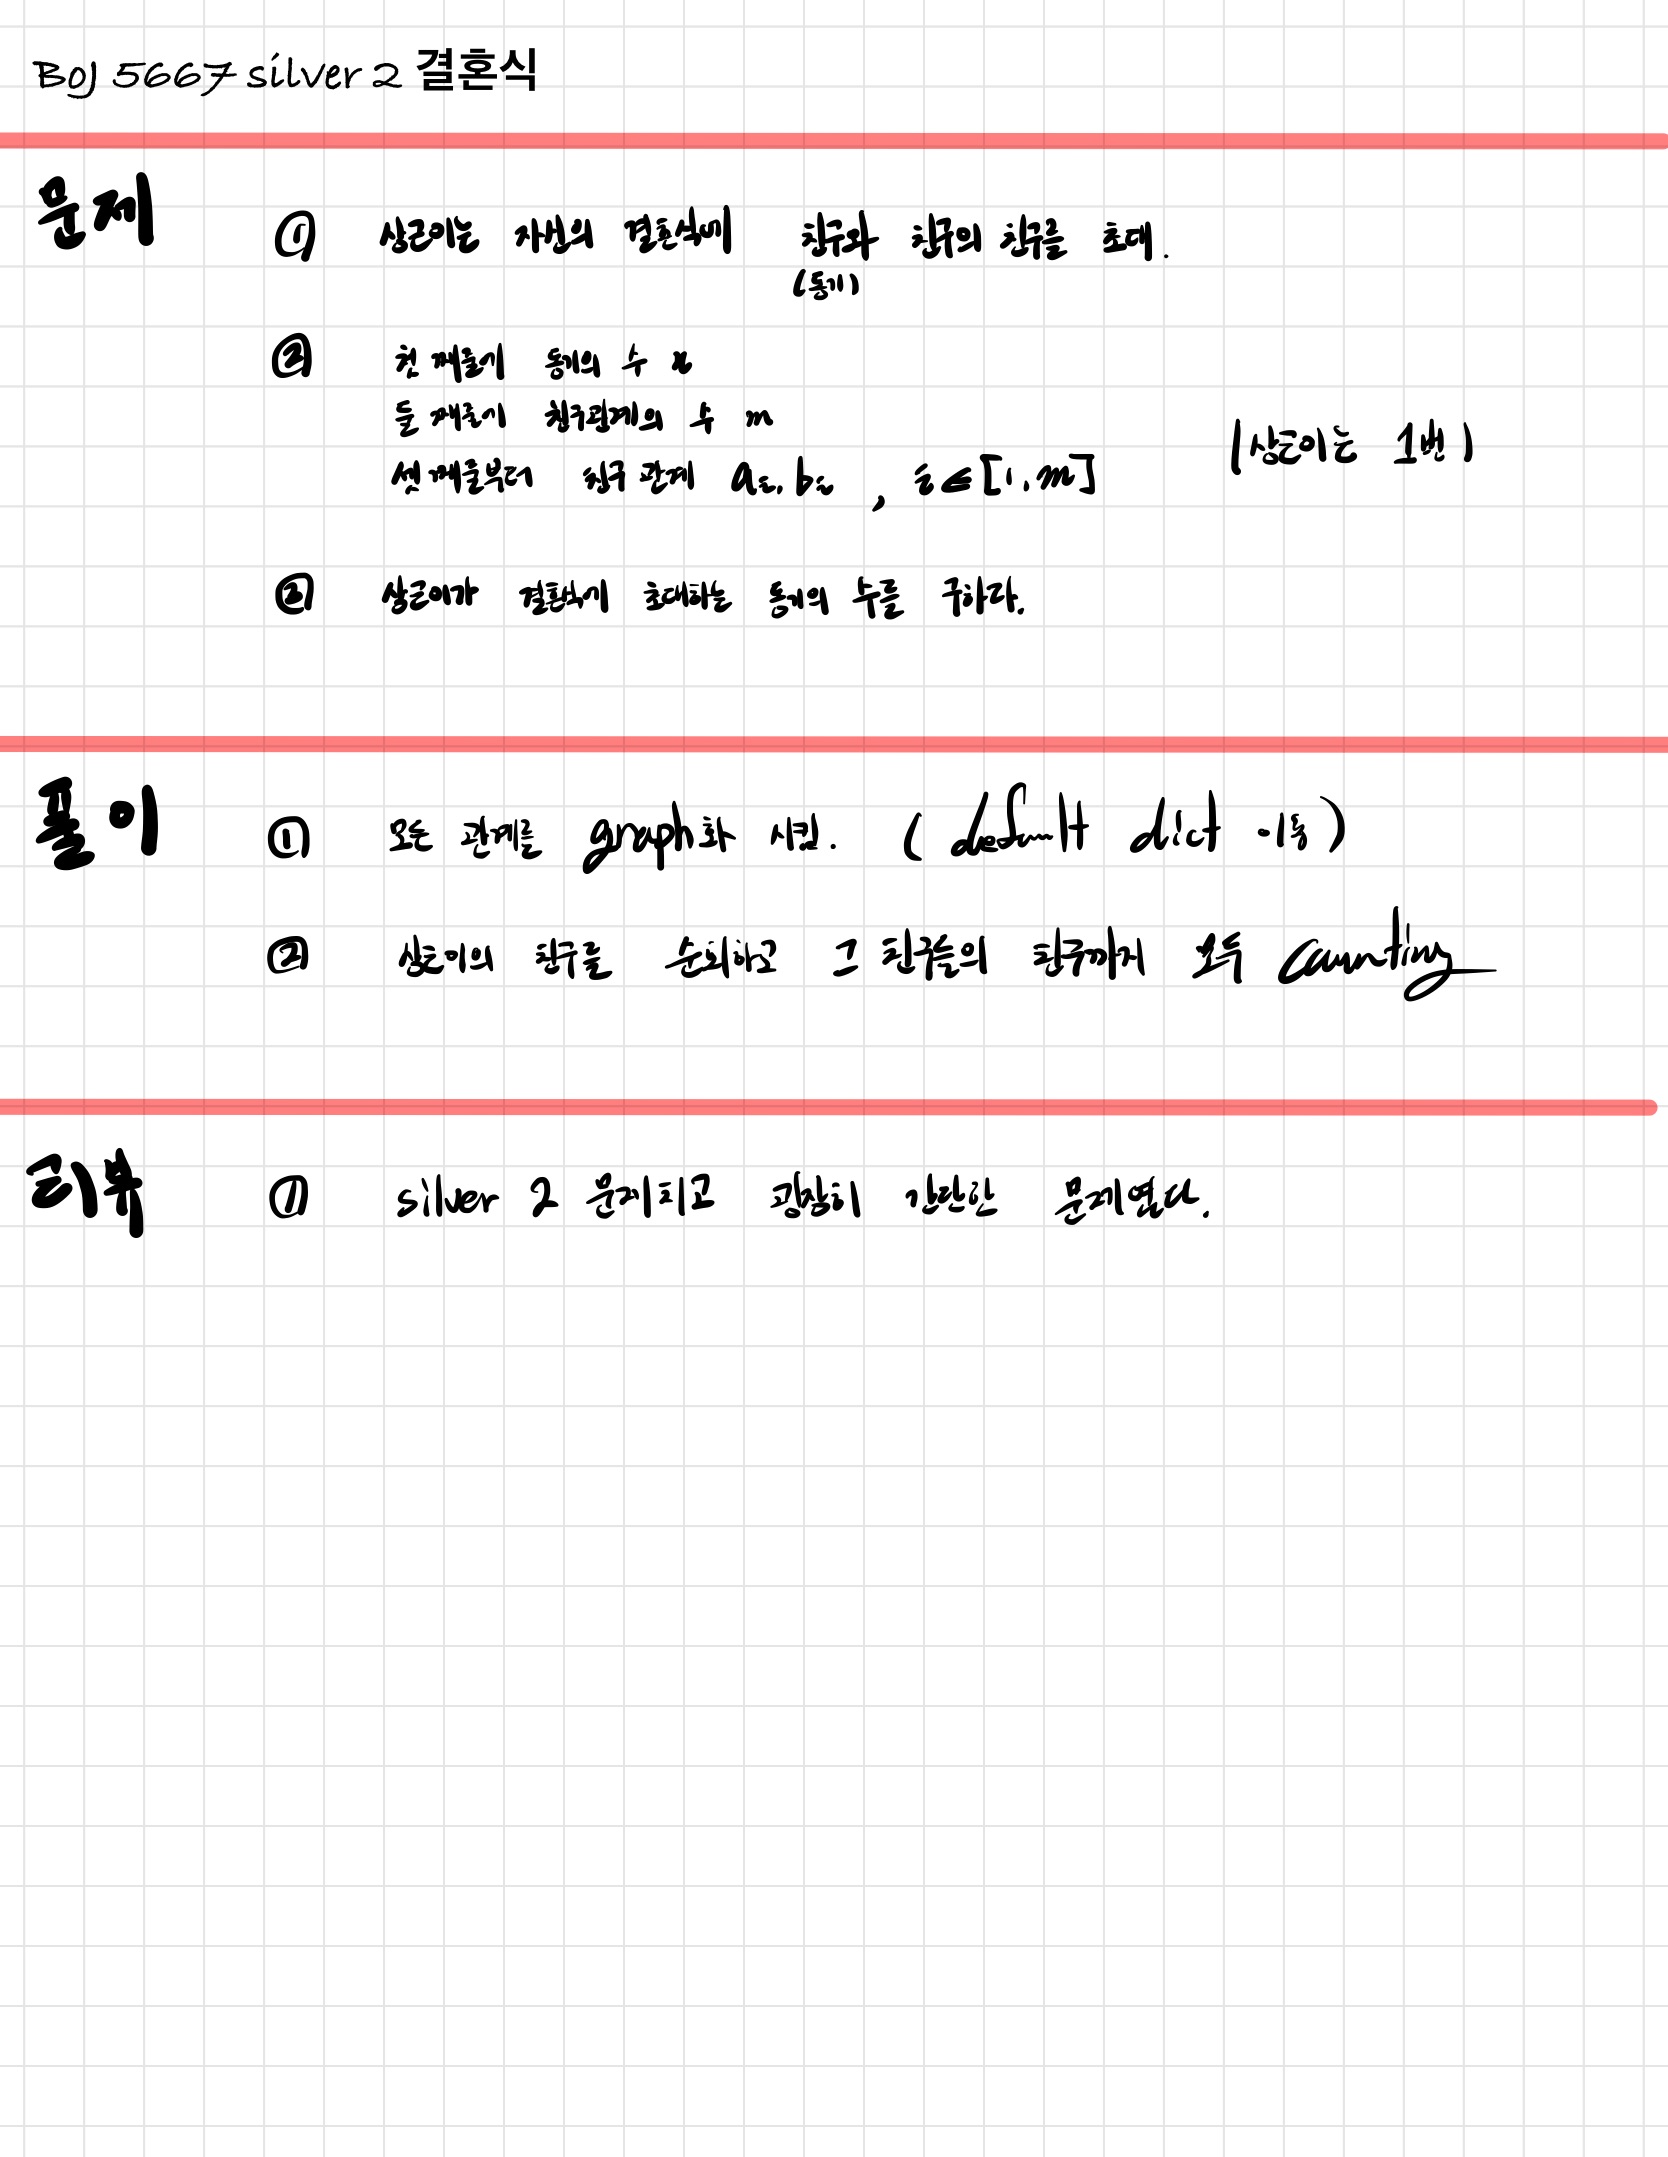 BOJ 5667 silver 2 결혼식
문제
① 상근이는 자신의 결혼식에 친구와 친구의 친구를 초대.
(동기)
② 첫 째줄에 동기의 수 n
둘 째줄에 친구관계의 수 m
셋 째줄부터 친구 관계 ai, bi , i ∈ [1, m]
(상근이는 1번)
② 상근이가 결혼식에 초대하는 동기의 수를 구하라.
풀이
① 모든 관계를 graph화 시킴. (default dict 이용)
② 상근이의 친구를 순회하고 그 친구들의 친구까지 모두 counting
리뷰
① silver 2 문제치고 굉장히 간단한 문제였다.